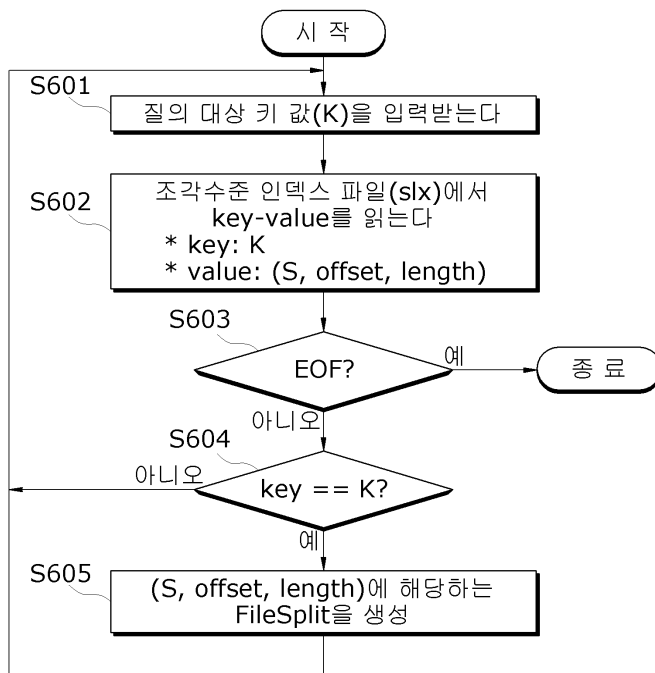 시 작
S601
질의 대상 키 값(K)을 입력받는다
S602
조각수준 인덱스 파일(slx)에서
key-value를 읽는다
* key: K
* value: (S, offset, length)
S603
EOF?
예
종 료
아니오
S604
아니오
key == K?
예
S605
(S, offset, length)에 해당하는
FileSplit을 생성